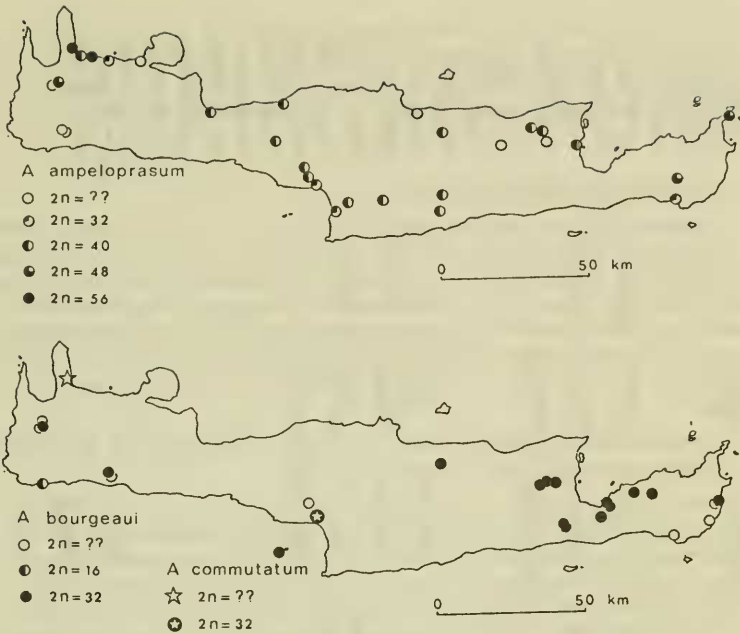 A ampeloprasum
2n= ??
2n= 32
2n= 40
2n= 48
2n= 56
0 50 km
A bourgeaui
2n= ??
2n= 16
2n= 32
A commutatum
2n= ??
2n= 32
0 50 km